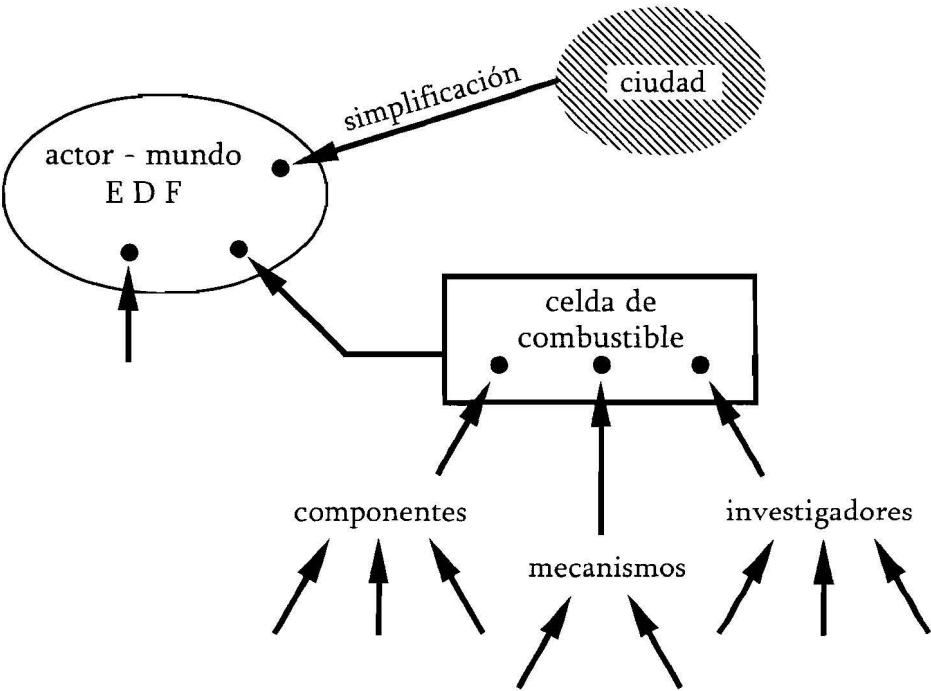 ciudad
simplificación
actor - mundo
E D F
celda de
combustible
componentes
investigadores
mecanismos